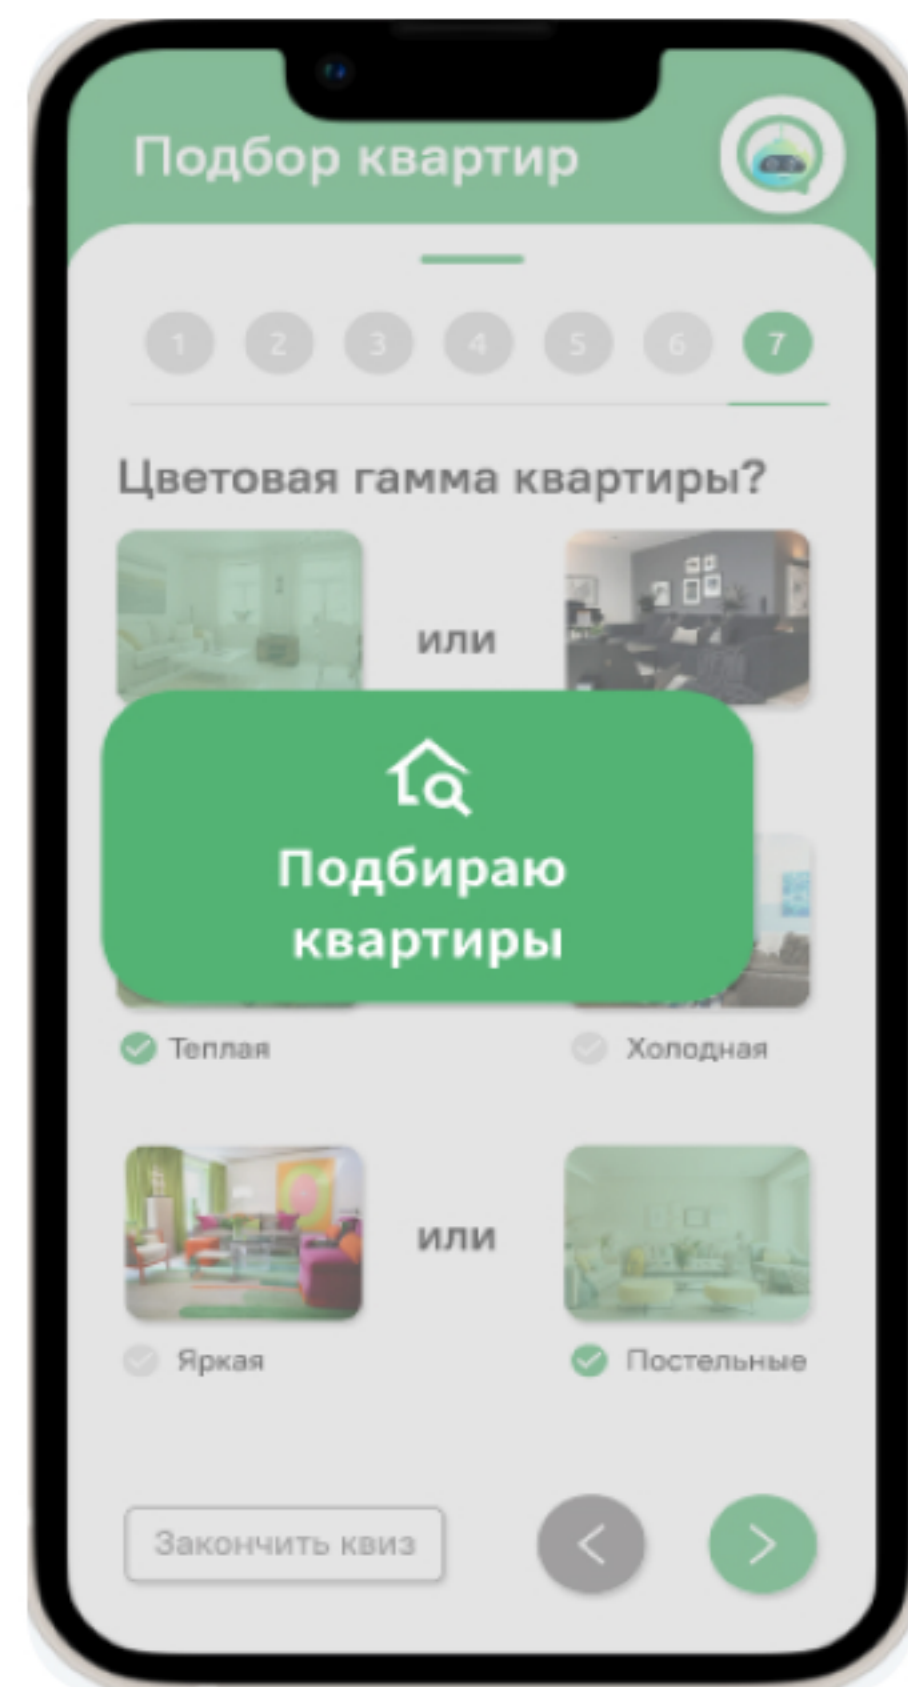 Подбор квартир
1 2 3 4 5 6 7
Цветовая гамма квартиры?
или
Подбираю
квартиры
Теплая Холодная
или
Яркая Постельные
Закончить квиз